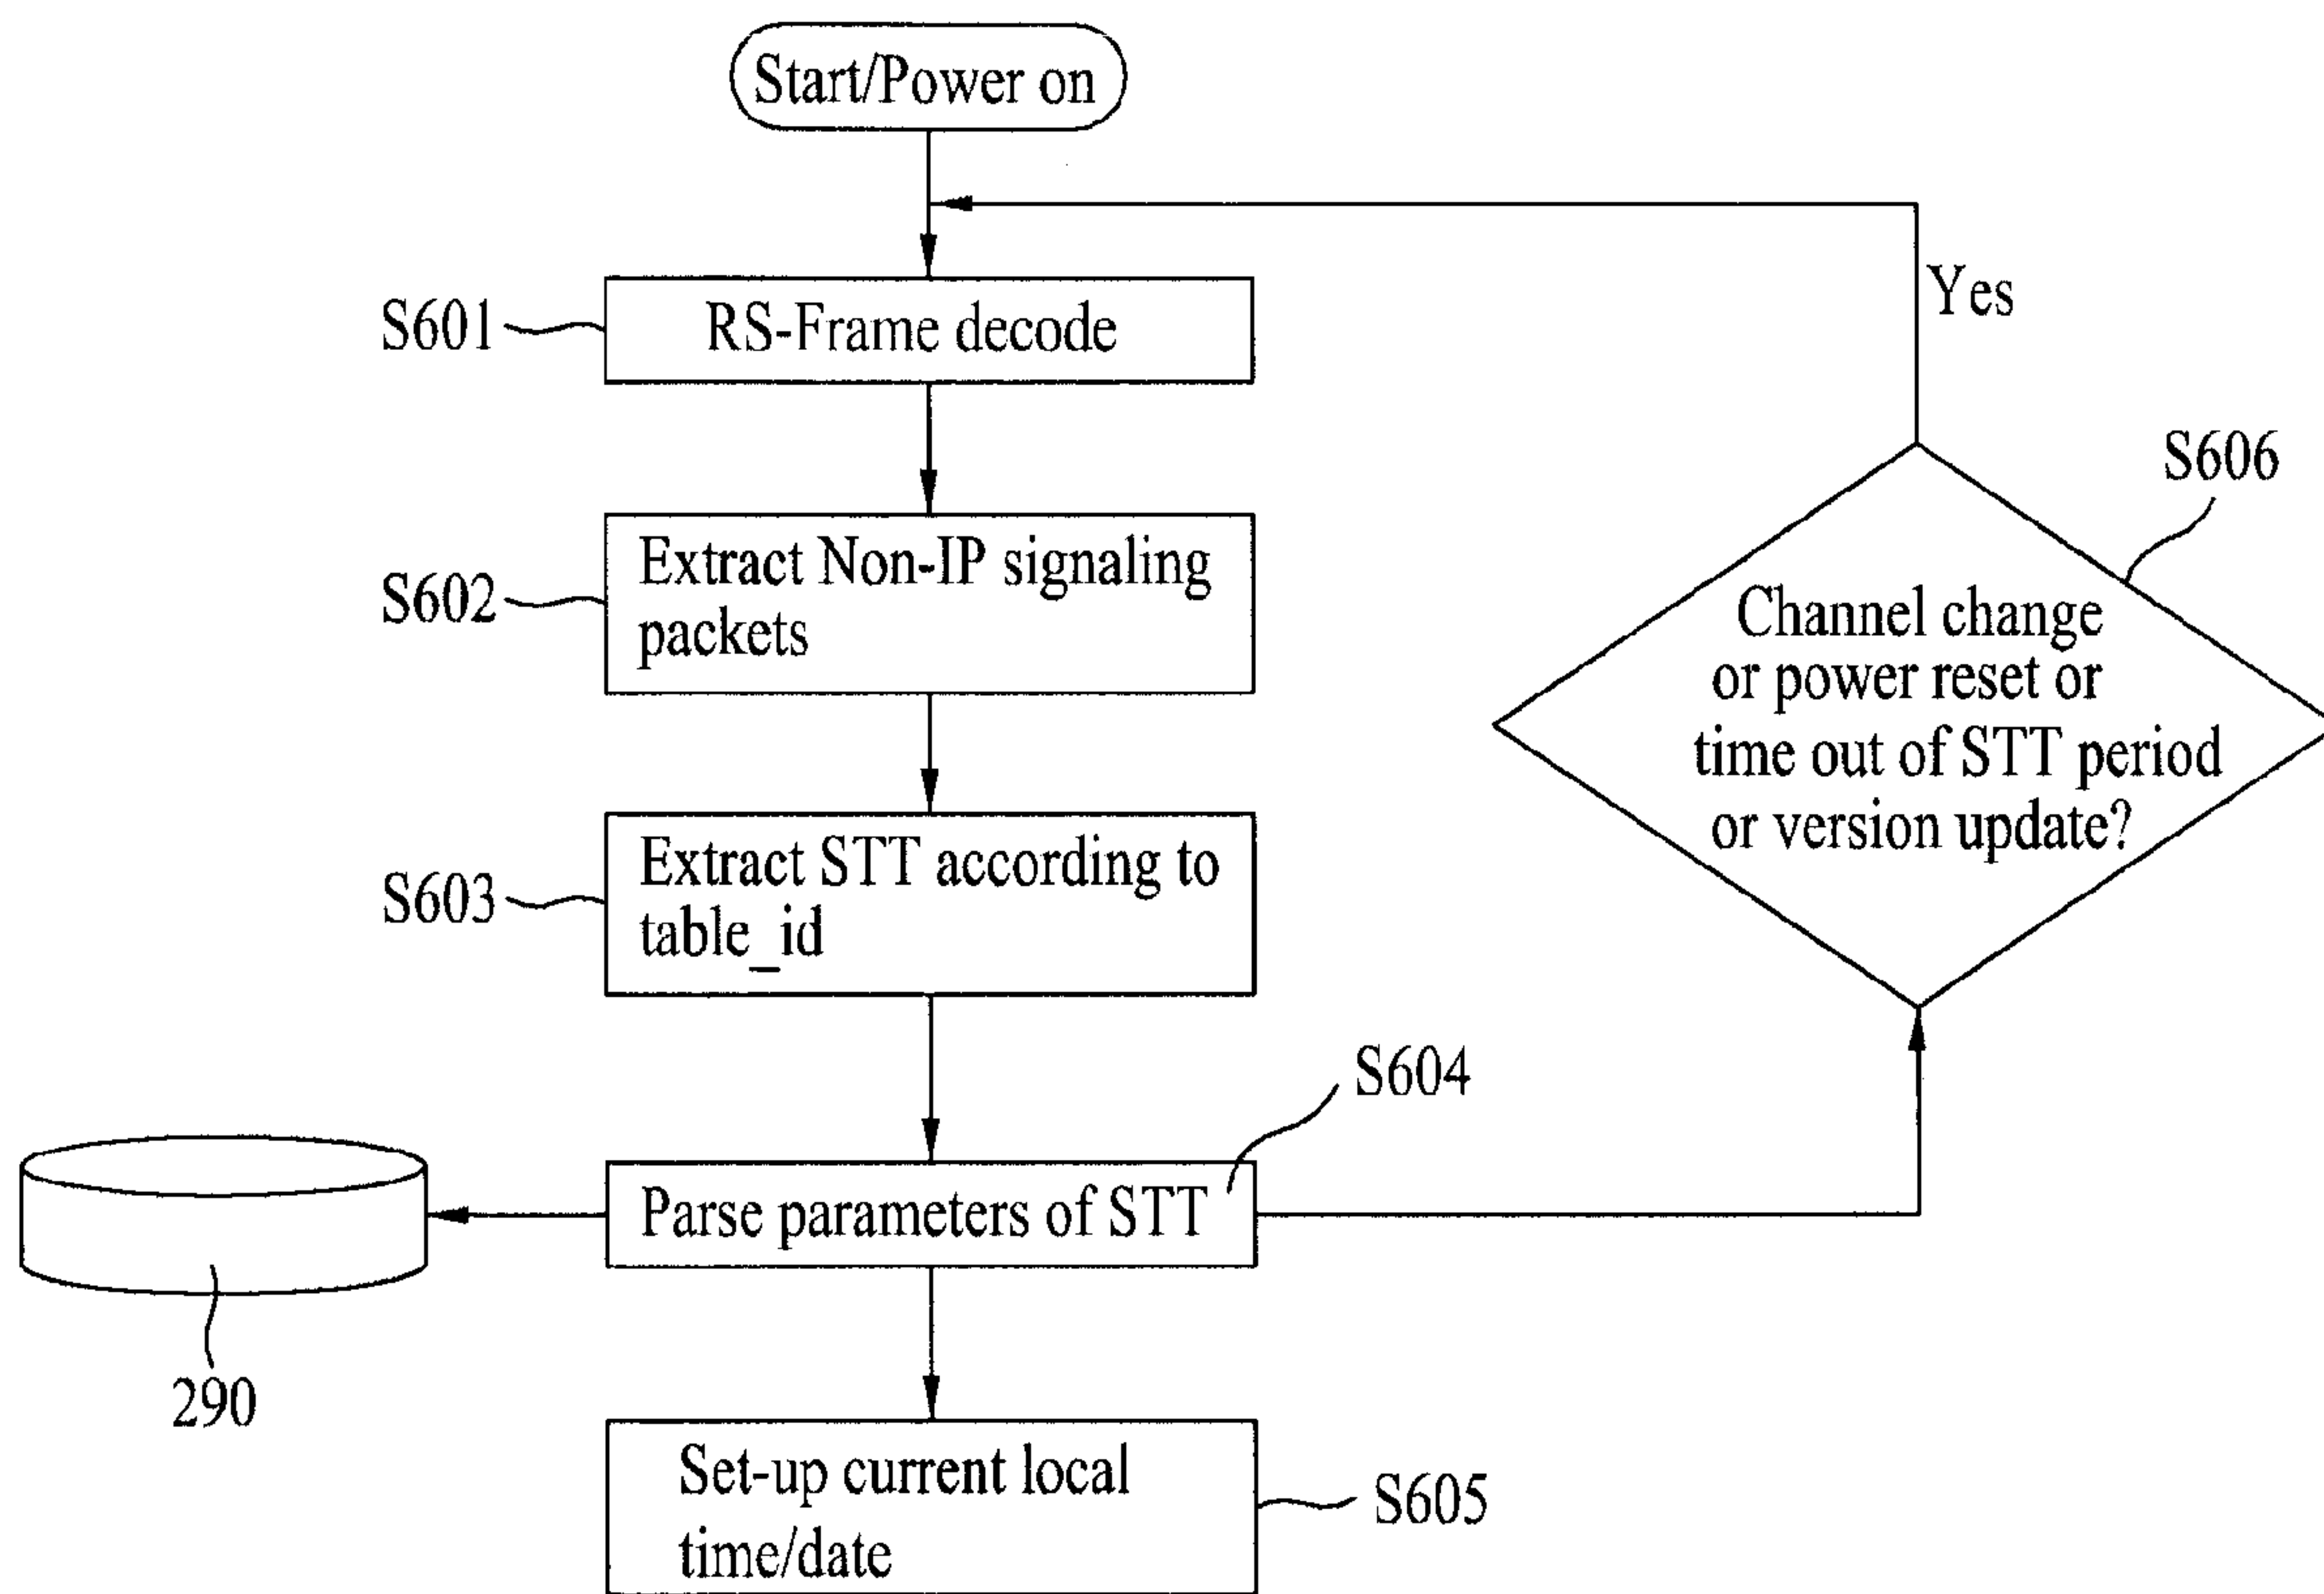 Start/Power on
Yes
S601
RS-Frame decode
S606
S602
Extract Non-IP signaling
packets
Channel change
or power reset or
time out of STT period
or version update?
S603
Extract STT according to
table_id
S604
Parse parameters of STT
290
Set-up current local
time/date
S605